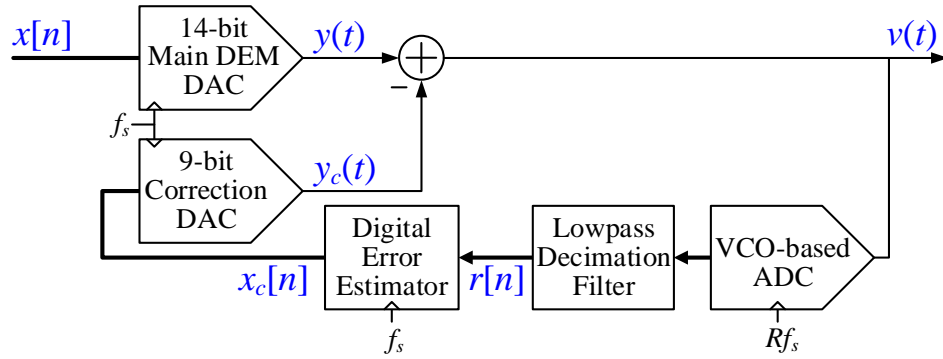 x[n]
14-bit
Main DEM
DAC
y(t)
+
−
v(t)
fs
9-bit
Correction
DAC
yc(t)
xc[n]
Digital
Error
Estimator
fs
r[n]
Lowpass
Decimation
Filter
VCO-based
ADC
Rfs